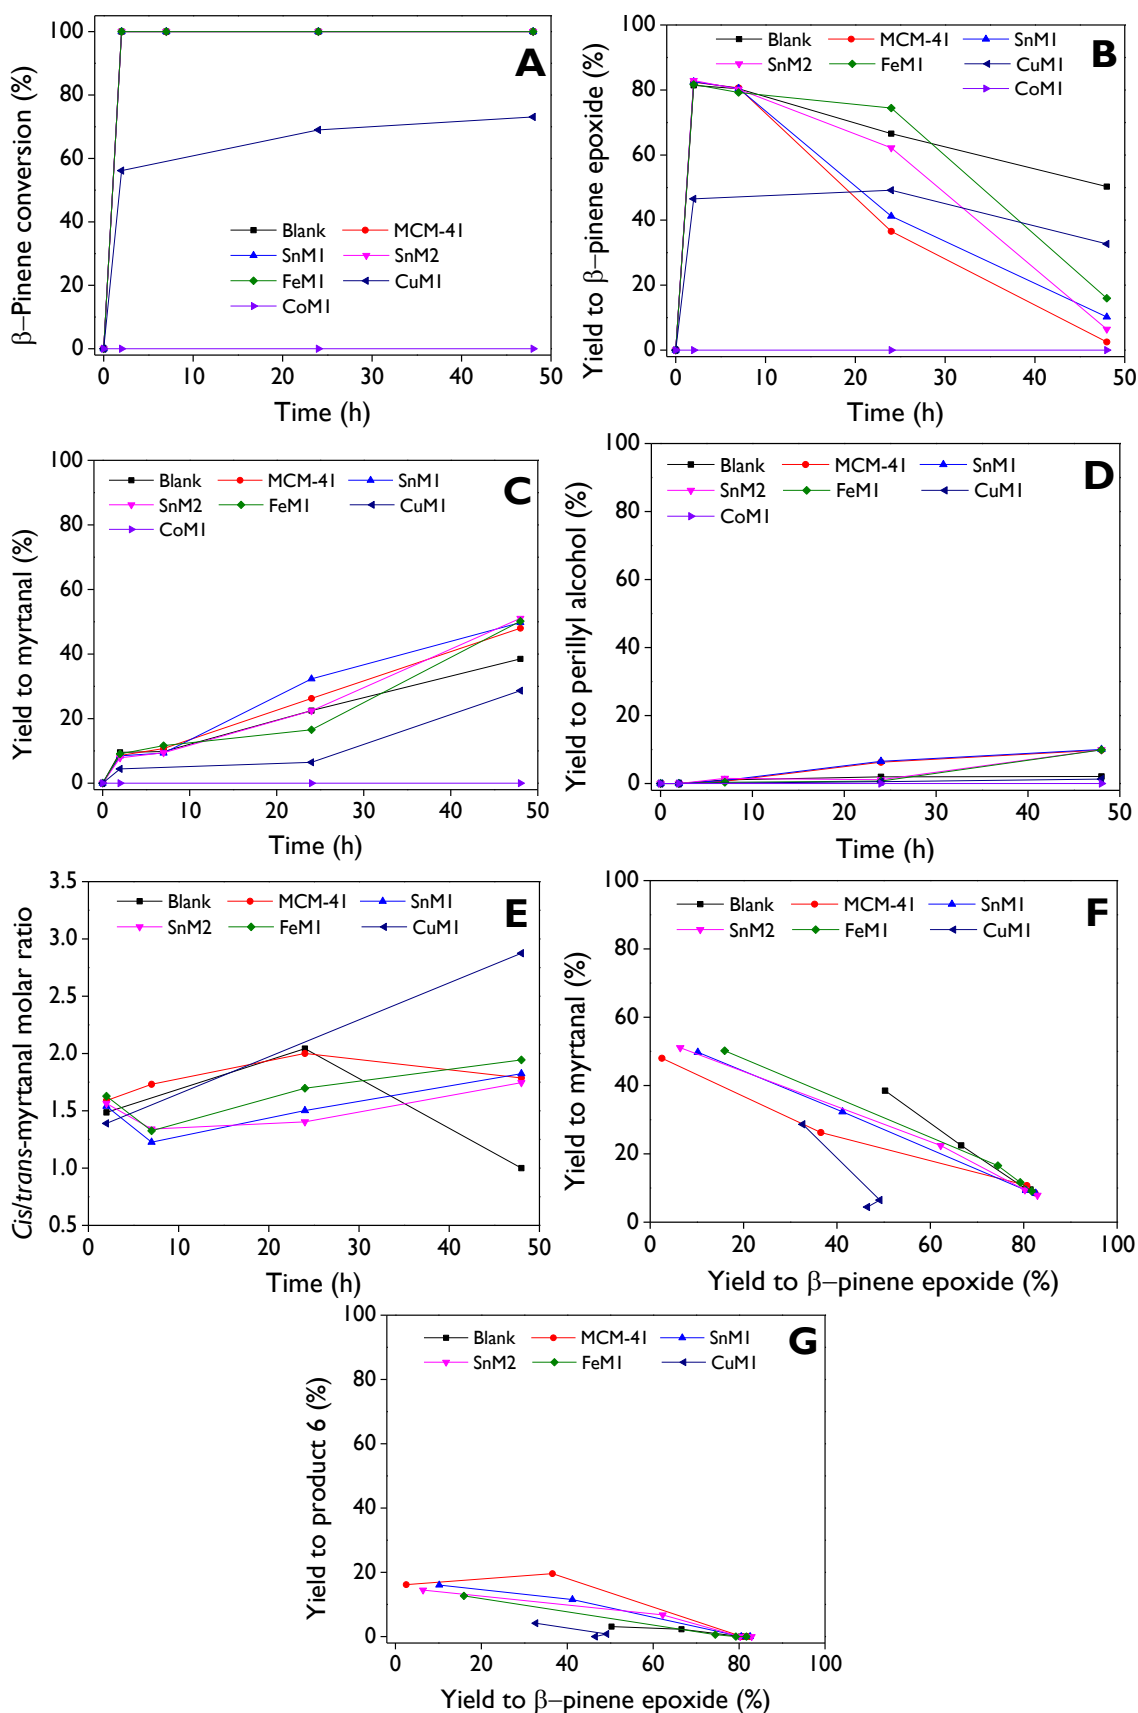 A
β–Pinene conversion (%)
100
80
60
40
20
0
Blank MCM-41
SnM1 SnM2
FeM1 CuM1
CoM1
0 10 20 30 40 50
Time (h)
B
Yield to β–pinene epoxide (%)
100
80
60
40
20
0
Blank MCM-41 SnM1
SnM2 FeM1 CuM1
CoM1
0 10 20 30 40 50
Time (h)
C
Yield to myrtanal (%)
100
80
60
40
20
0
Blank MCM-41 SnM1
SnM2 FeM1 CuM1
CoM1
0 10 20 30 40 50
Time (h)
D
Yield to perillyl alcohol (%)
100
80
60
40
20
0
Blank MCM-41 SnM1
SnM2 FeM1 CuM1
CoM1
0 10 20 30 40 50
Time (h)
E
Cis/trans-myrtanal molar ratio
3.5
3.0
2.5
2.0
1.5
1.0
0.5
Blank MCM-41 SnM1
SnM2 FeM1 CuM1
0 10 20 30 40 50
Time (h)
F
Yield to myrtanal (%)
100
80
60
40
20
0
Blank MCM-41 SnM1
SnM2 FeM1 CuM1
0 20 40 60 80 100
Yield to β–pinene epoxide (%)
G
Yield to product 6 (%)
100
80
60
40
20
0
Blank MCM-41 SnM1
SnM2 FeM1 CuM1
0 20 40 60 80 100
Yield to β–pinene epoxide (%)